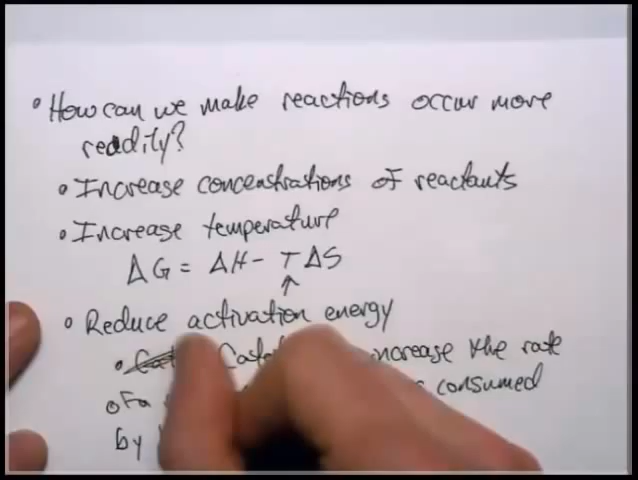 • How can we make reactions occur more
readily?
• Increase concentrations of reactants
• Increase temperature
ΔG = ΔH - TΔS
↑
• Reduce activation energy
• increase the rate
consumed
by